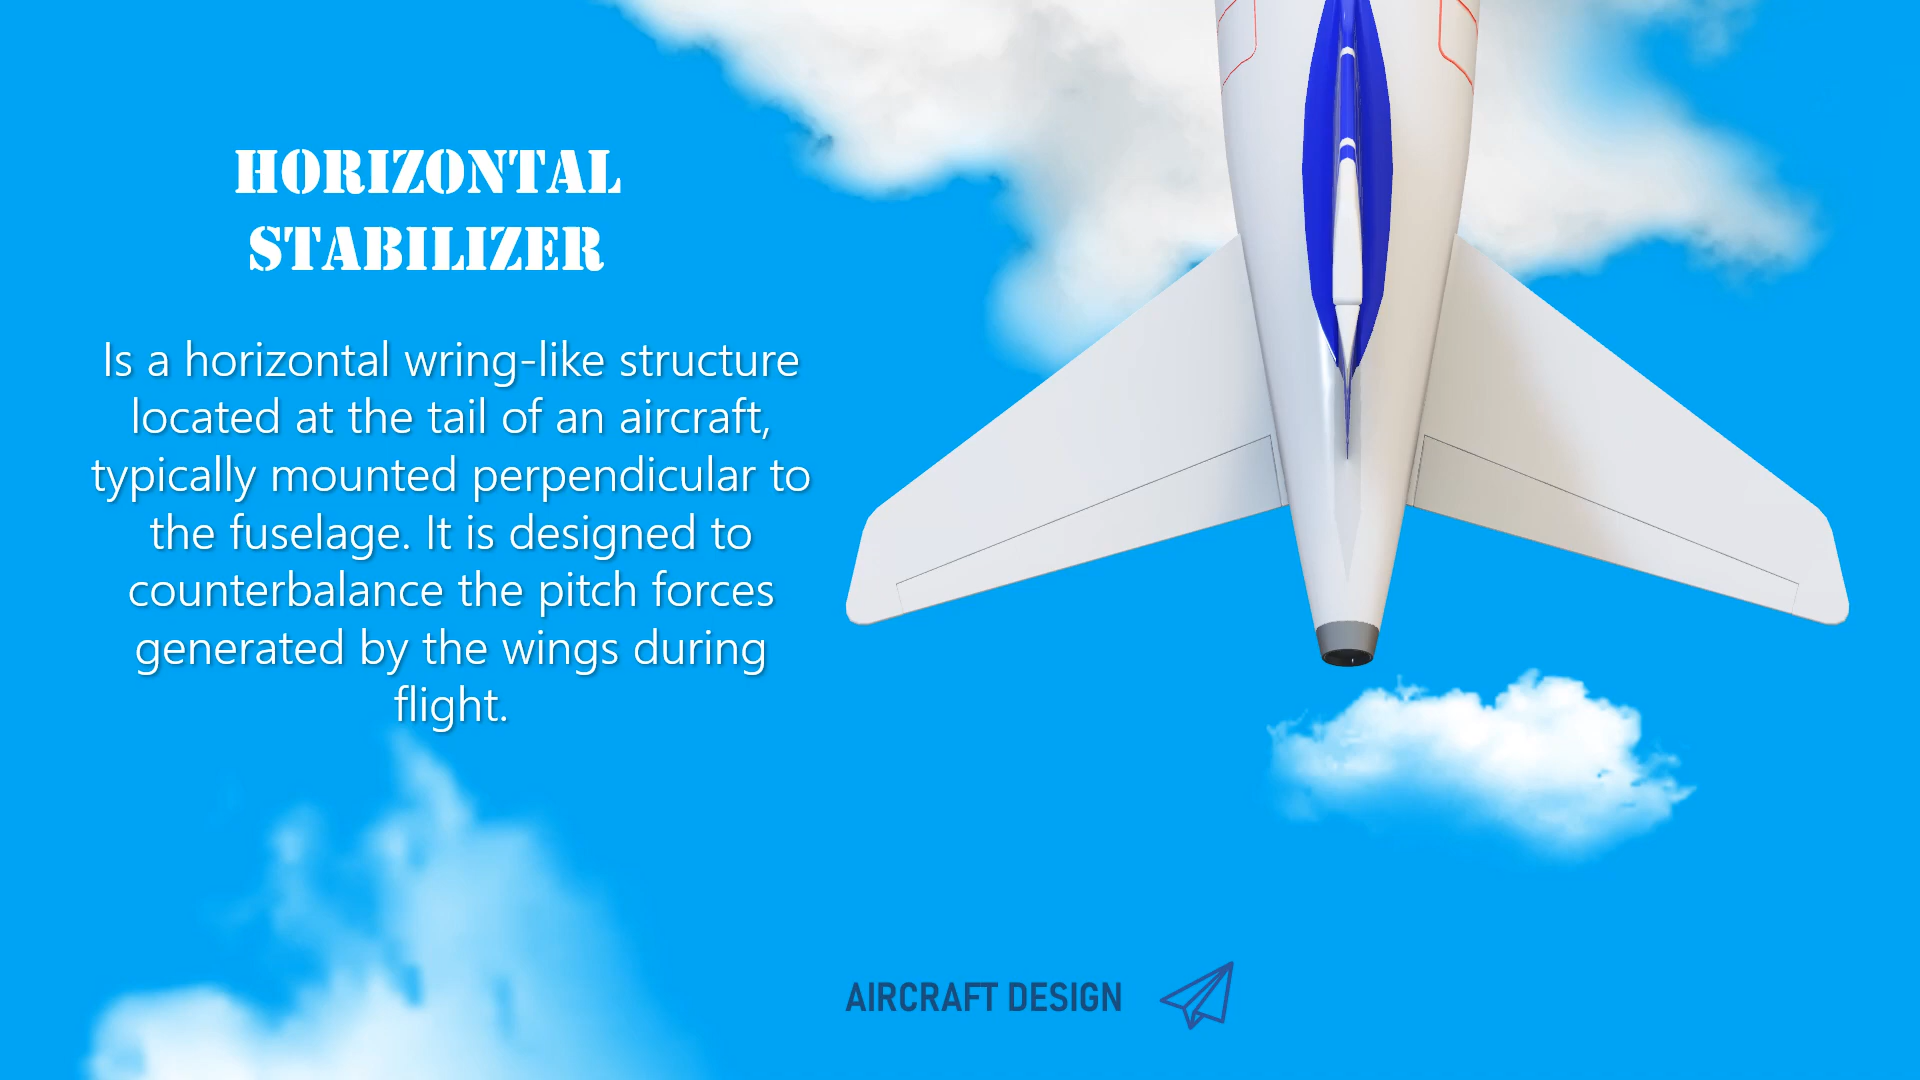 HORIZONTAL
STABILIZER
Is a horizontal wring-like structure
located at the tail of an aircraft,
typically mounted perpendicular to
the fuselage. It is designed to
counterbalance the pitch forces
generated by the wings during
flight.
AIRCRAFT DESIGN